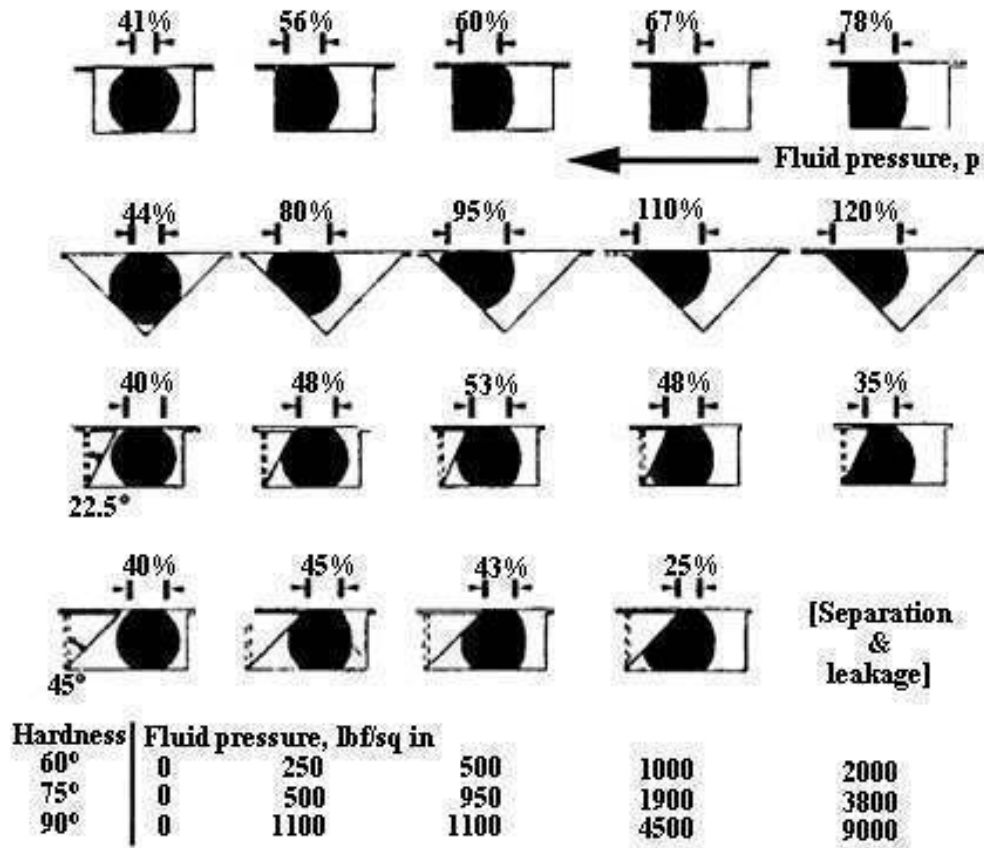 41% 56% 60% 67% 78%
Fluid pressure, p
44% 80% 95% 110% 120%
40% 48% 53% 48% 35%
22.5°
40% 45% 43% 25%
[Separation
&
leakage]
45°
Hardness Fluid pressure, lbf/sq in
60° 0 250 500 1000 2000
75° 0 500 950 1900 3800
90° 0 1100 1100 4500 9000